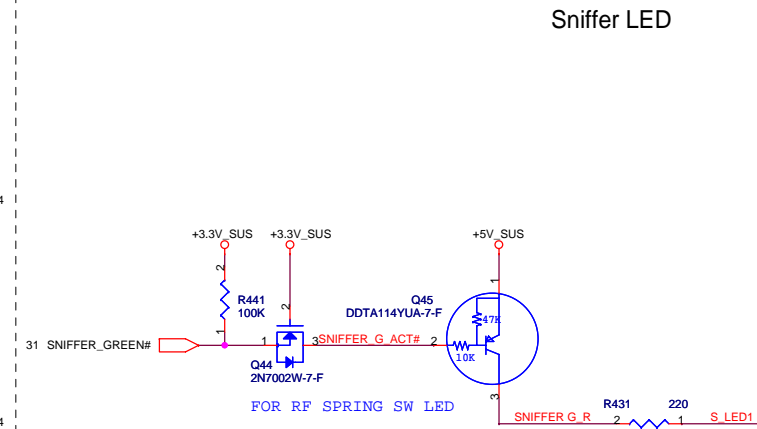 Sniffer LED
4
+3.3V_SUS
+3.3V_SUS
+5V_SUS
2
R441
100K
1
2
Q45
DDTA114YUA-7-F
1
47K
31 SNIFFER_GREEN#
1
3
SNIFFER_G_ACT#
2
10K
Q44
2N7002W-7-F
FOR RF SPRING SW LED
3
R431
220
4
SNIFFER G_R
2
1
S_LED1